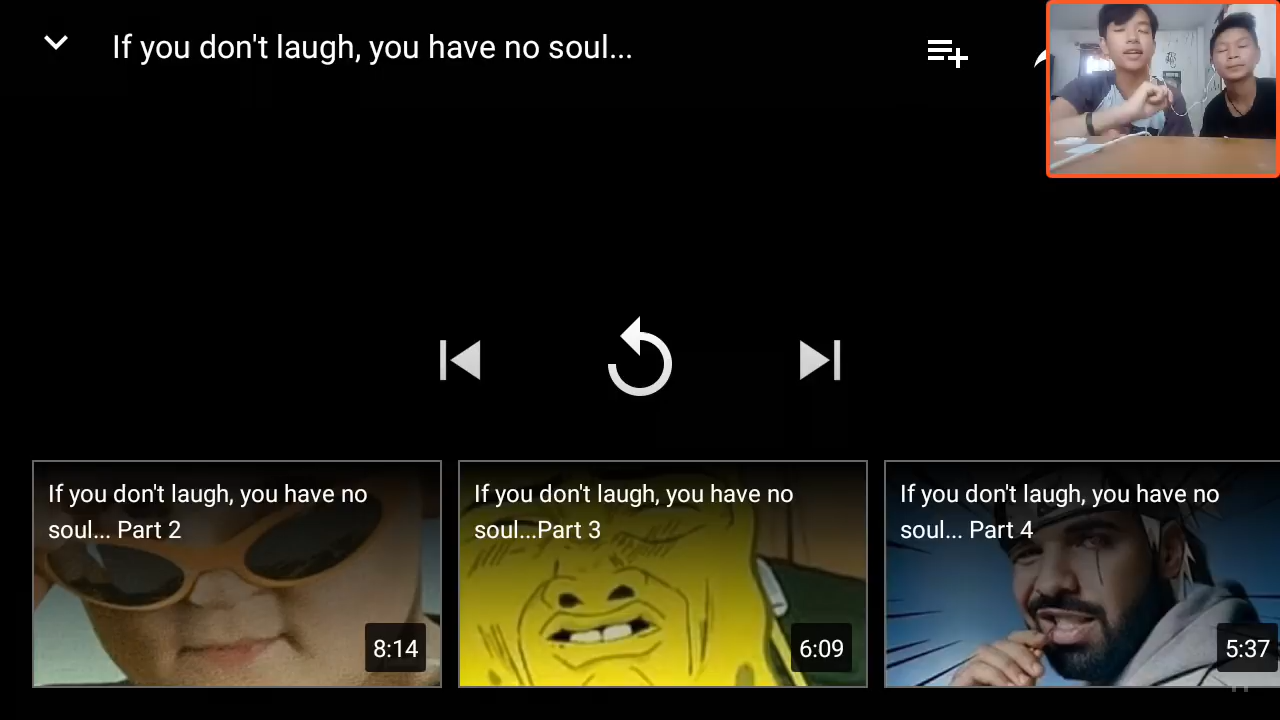 If you don't laugh, you have no soul...
If you don't laugh, you have no
soul... Part 2
8:14
If you don't laugh, you have no
soul...Part 3
6:09
If you don't laugh, you have no
soul... Part 4
5:37